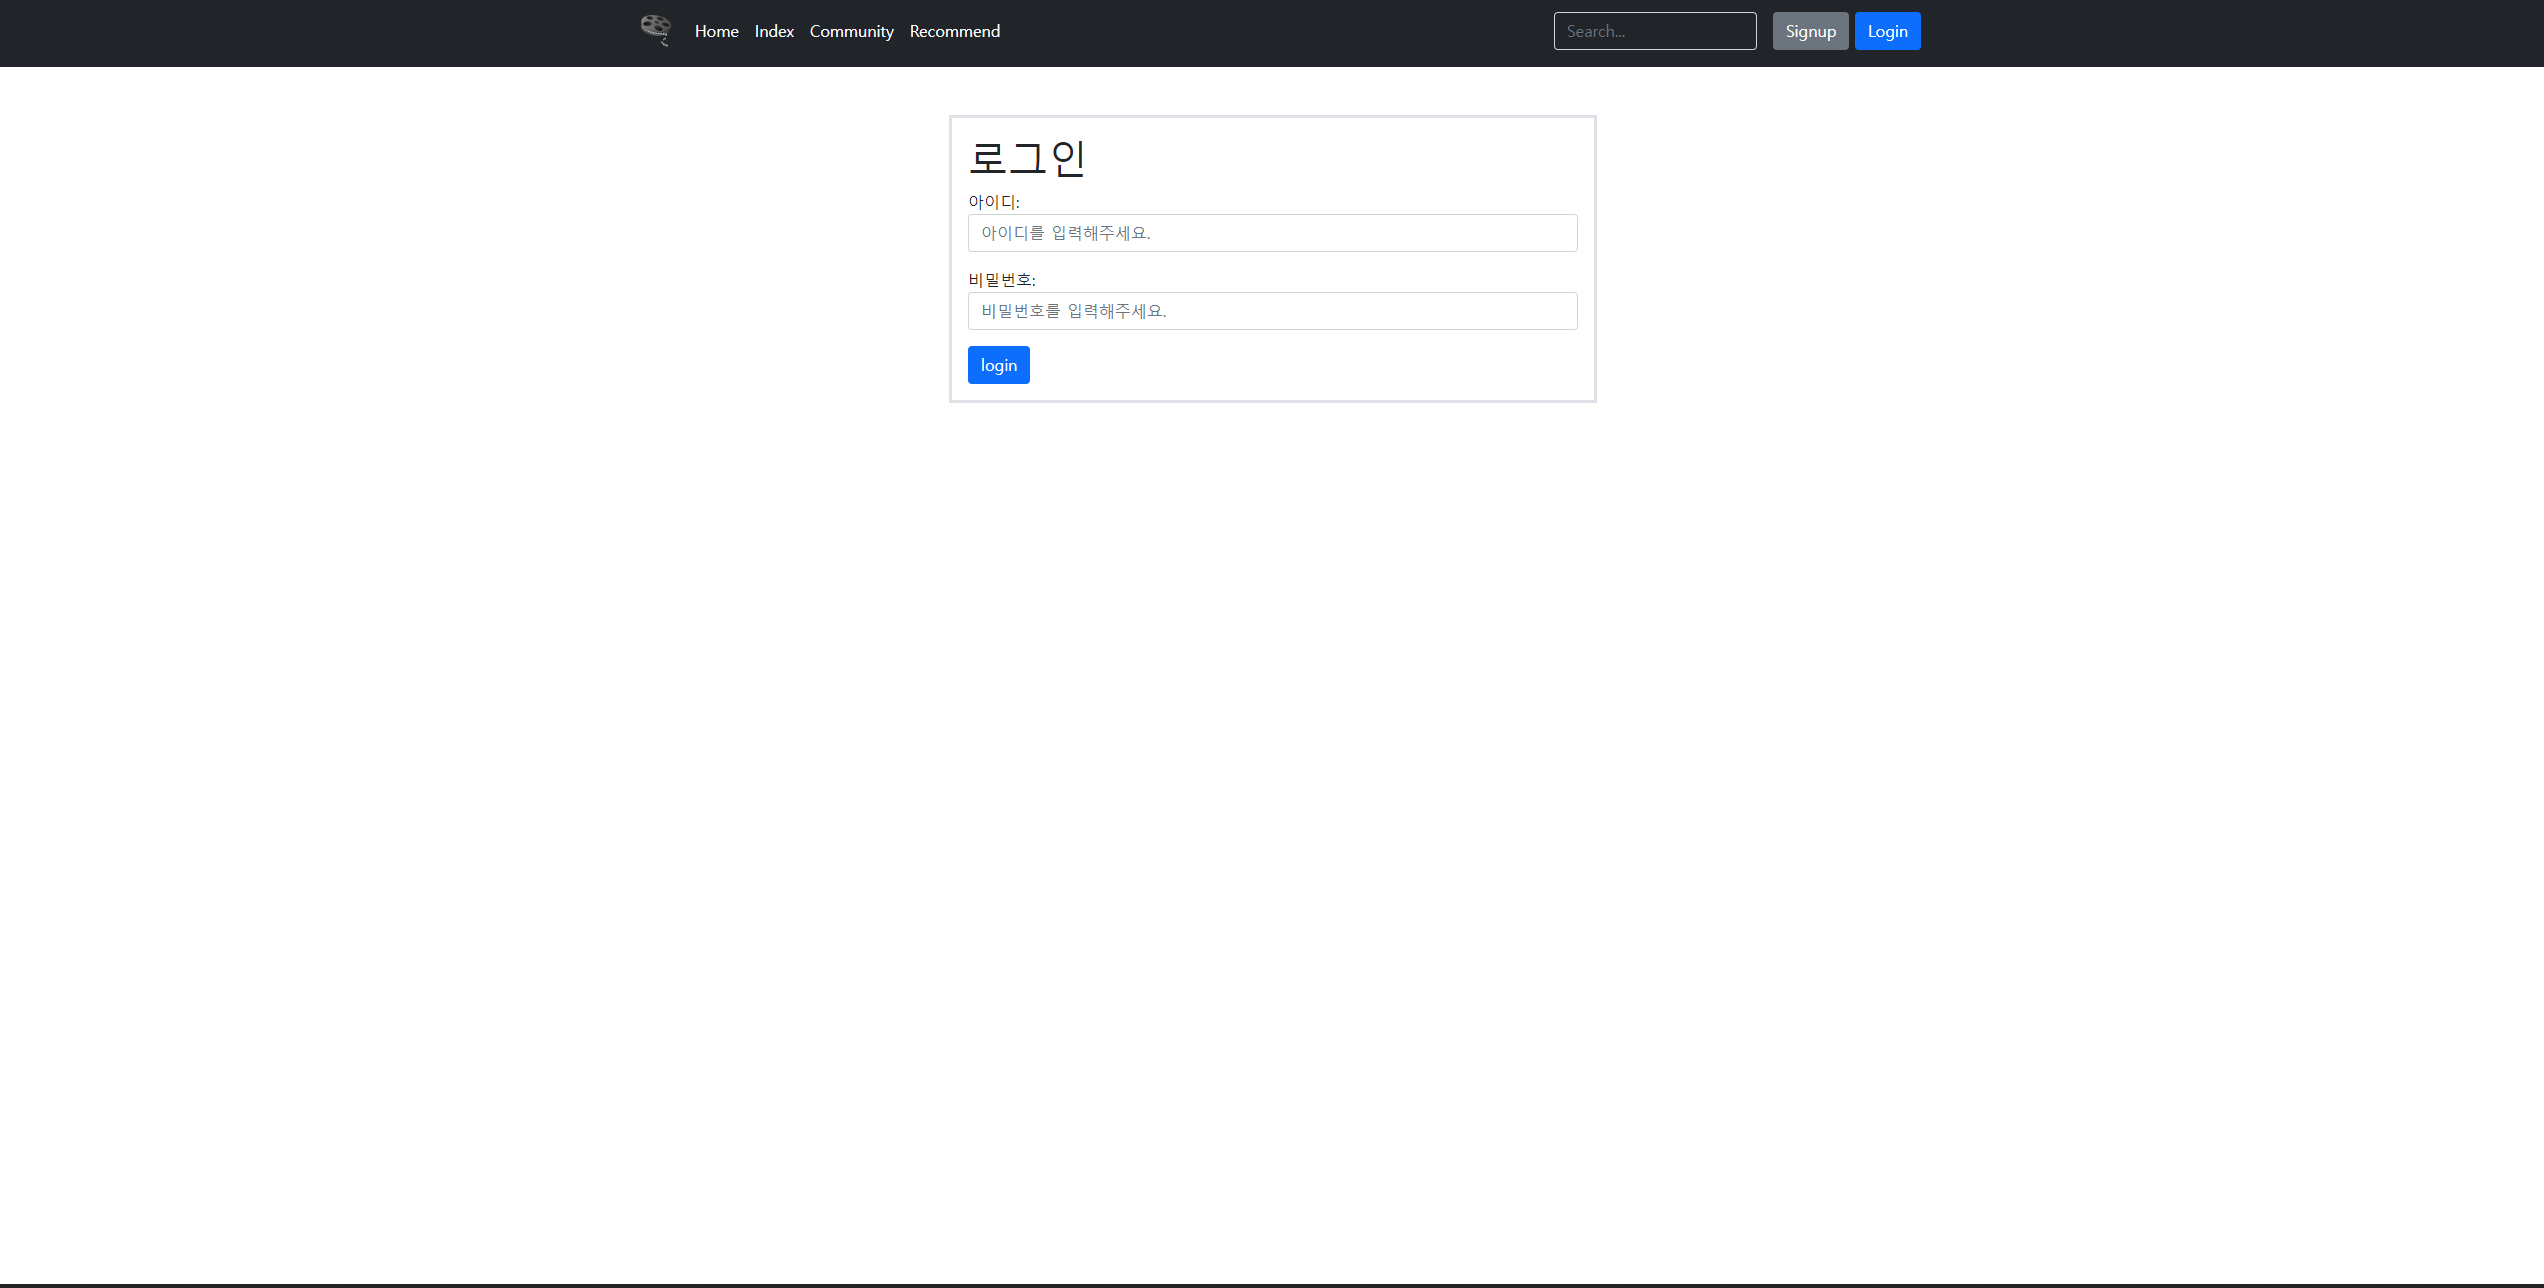 Home Index Community Recommend Search... Signup Login
로그인
아이디:
아이디를 입력해주세요.
비밀번호:
비밀번호를 입력해주세요.
login